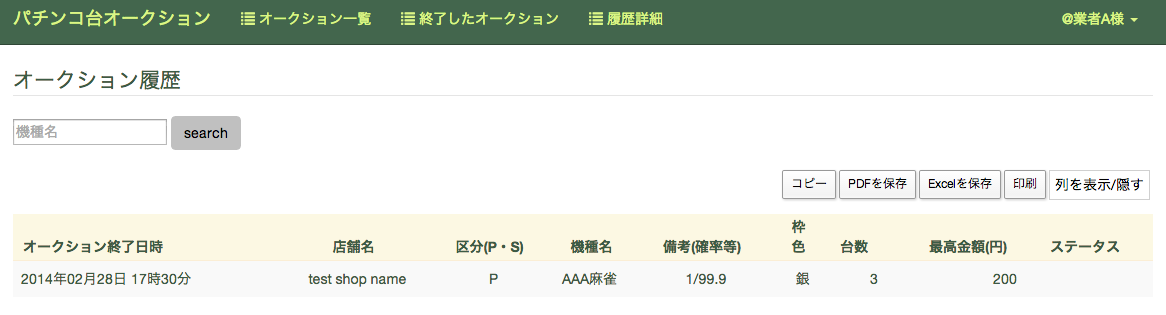 パチンコ台オークション オークション一覧 終了したオークション 履歴詳細 @業者A様
オークション履歴
機種名 search
コピー PDFを保存 Excelを保存 印刷 列を表示/隠す
オークション終了日時 店舗名 区分(P・S) 機種名 備考(確率等) 枠色 台数 最高金額(円) ステータス
2014年02月28日 17時30分 test shop name P AAA麻雀 1/99.9 銀 3 200